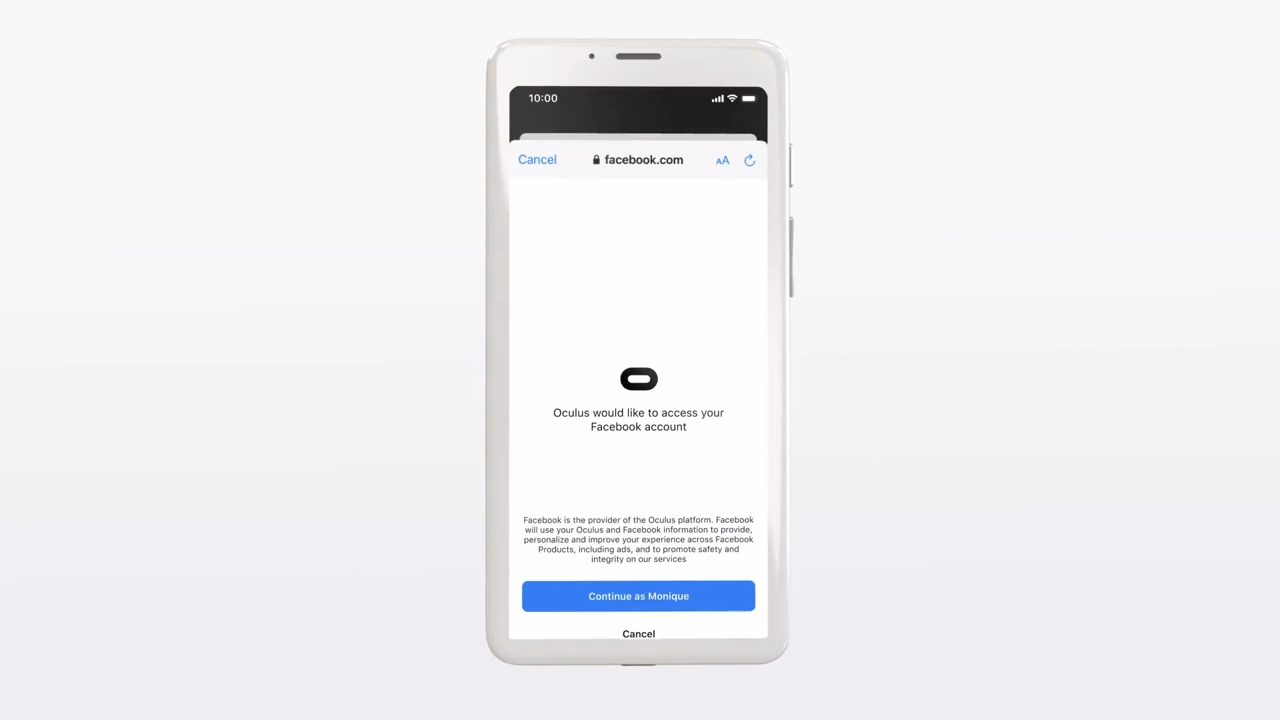 10:00
Cancel facebook.com AA
Oculus would like to access your
Facebook account
Facebook is the provider of the Oculus platform. Facebook
will use your Oculus and Facebook information to provide,
personalize and improve your experience across Facebook
Products, including ads, and to promote safety and
integrity on our services
Continue as Monique
Cancel